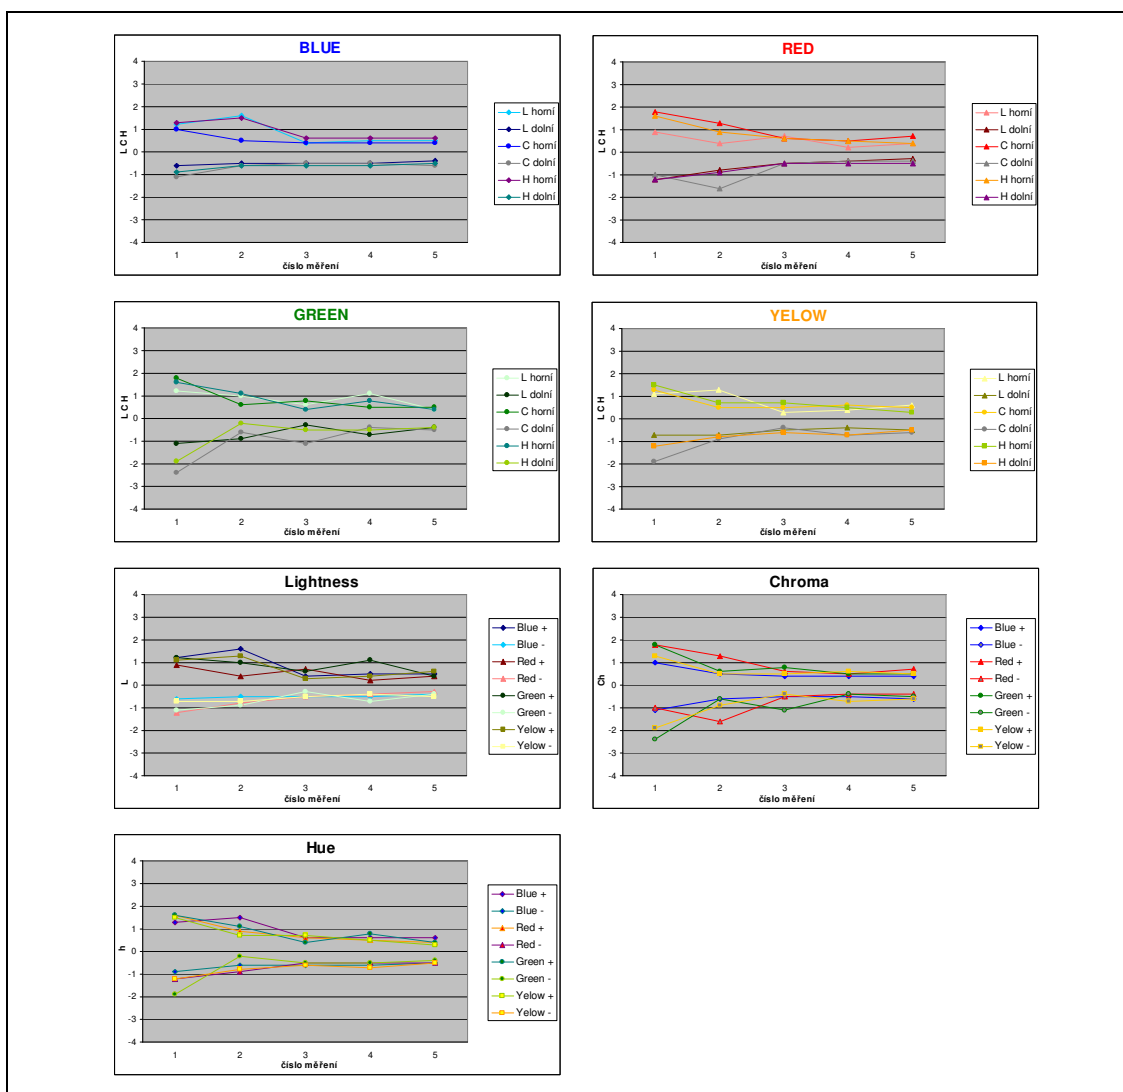 BLUE
4
3
2
1
0
-1
-2
-3
-4
L C H
1 2 3 4 5
číslo měření
L horní
L dolní
C horní
C dolní
H horní
H dolní
RED
4
3
2
1
0
-1
-2
-3
-4
L C H
1 2 3 4 5
číslo měření
L horní
L dolní
C horní
C dolní
H horní
H dolní
GREEN
4
3
2
1
0
-1
-2
-3
-4
L C H
1 2 3 4 5
číslo měření
L horní
L dolní
C horní
C dolní
H horní
H dolní
YELOW
4
3
2
1
0
-1
-2
-3
-4
L C H
1 2 3 4 5
číslo měření
L horní
L dolní
C horní
C dolní
H horní
H dolní
Lightness
4
3
2
1
0
-1
-2
-3
-4
L
1 2 3 4 5
číslo měření
Blue +
Blue -
Red +
Red -
Green +
Green -
Yelow +
Yelow -
Chroma
4
3
2
1
0
-1
-2
-3
-4
Ch
1 2 3 4 5
číslo měření
Blue +
Blue -
Red +
Red -
Green +
Green -
Yelow +
Yelow -
Hue
4
3
2
1
0
-1
-2
-3
-4
h
1 2 3 4 5
číslo měření
Blue +
Blue -
Red +
Red -
Green +
Green -
Yelow +
Yelow -